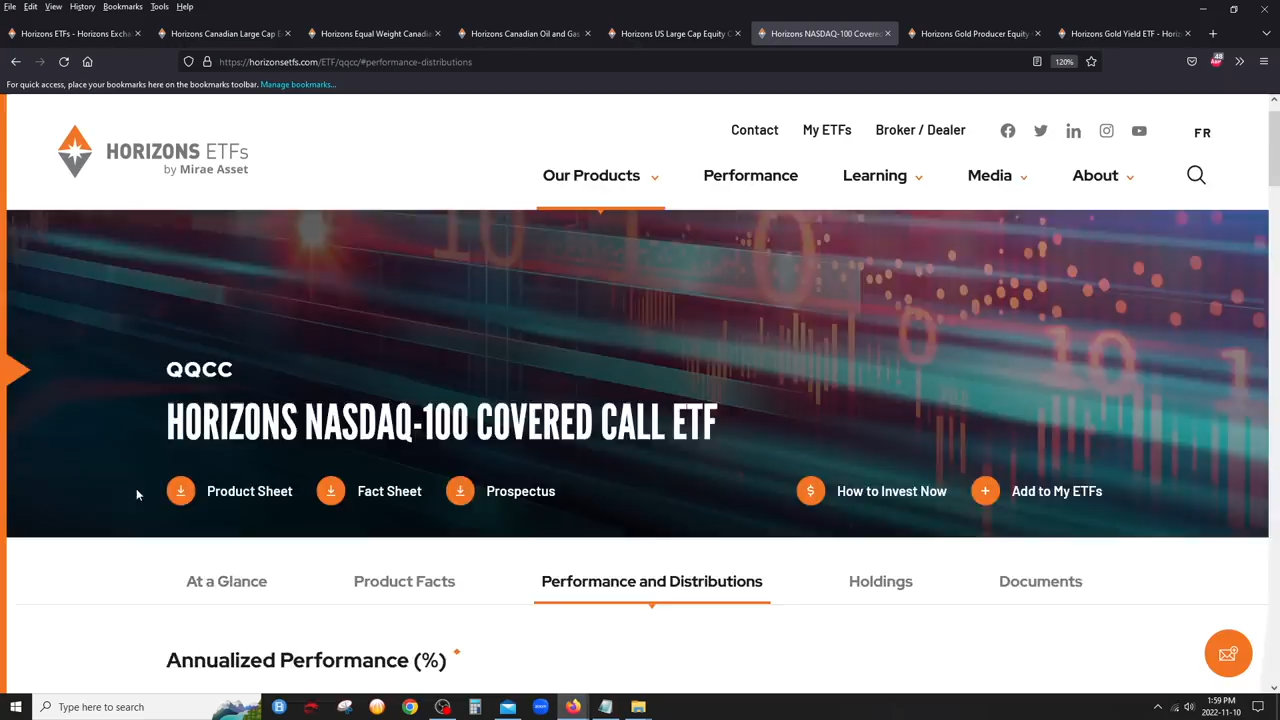 File Edit View History Bookmarks Tools Help
Horizons ETFs - Horizons Excha
Horizons Canadian Large Cap E
Horizons Equal Weight Canadia
Horizons Canadian Oil and Gas
Horizons US Large Cap Equity C
Horizons NASDAQ-100 Covered
Horizons Gold Producer Equity
Horizons Gold Yield ETF - Horiz
https://horizonsetfs.com/ETF/qqcc/#performance-distributions
120%
48
For quick access, place your bookmarks here on the bookmarks toolbar. Manage bookmarks...
Contact My ETFs Broker / Dealer FR
HORIZONS ETFs
by Mirae Asset
Our Products Performance Learning Media About
QQCC
HORIZONS NASDAQ-100 COVERED CALL ETF
Product Sheet Fact Sheet Prospectus $ How to Invest Now Add to My ETFs
At a Glance Product Facts Performance and Distributions Holdings Documents
Annualized Performance (%)
Type here to search
1:59 PM
2022-11-10